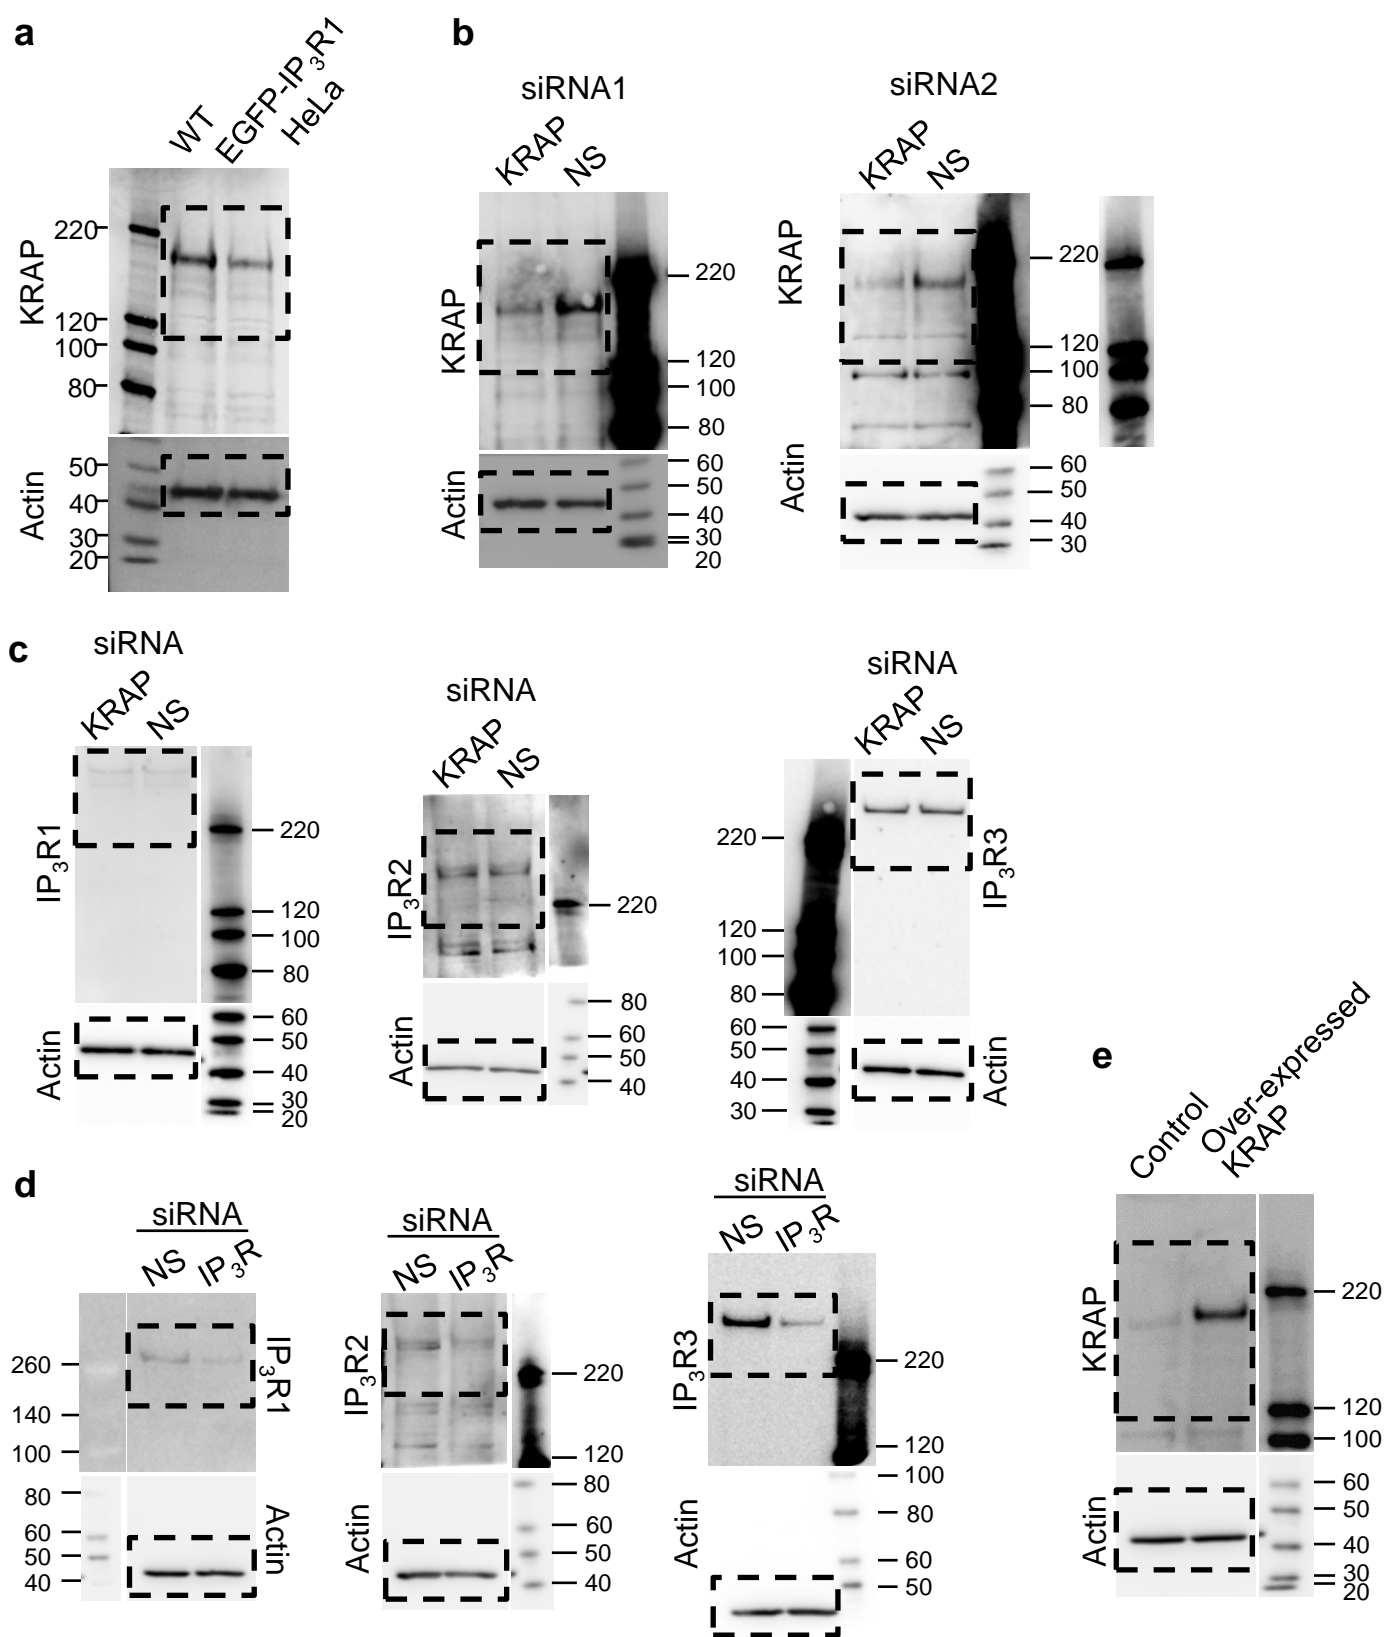 a
WT
EGFP-IP3R1
HeLa
KRAP
220
120
100
80
Actin
50
40
30
20
b
siRNA1
KRAP
NS
KRAP
220
120
100
80
Actin
60
50
40
30
20
siRNA2
KRAP
NS
KRAP
220
120
100
80
Actin
60
50
40
30
c
siRNA
KRAP
NS
IP3R1
220
120
100
80
Actin
60
50
40
30
20
siRNA
KRAP
NS
IP3R2
220
Actin
80
60
50
40
siRNA
KRAP
NS
220
120
100
80
IP3R3
60
50
40
30
Actin
d
siRNA
NS
IP3R
260
140
100
IP3R1
80
60
50
40
Actin
siRNA
NS
IP3R
IP3R2
220
120
Actin
80
60
50
40
siRNA
NS
IP3R
IP3R3
220
120
Actin
100
80
60
50
e
Control
Over-expressed
KRAP
KRAP
220
120
100
Actin
60
50
40
30
20